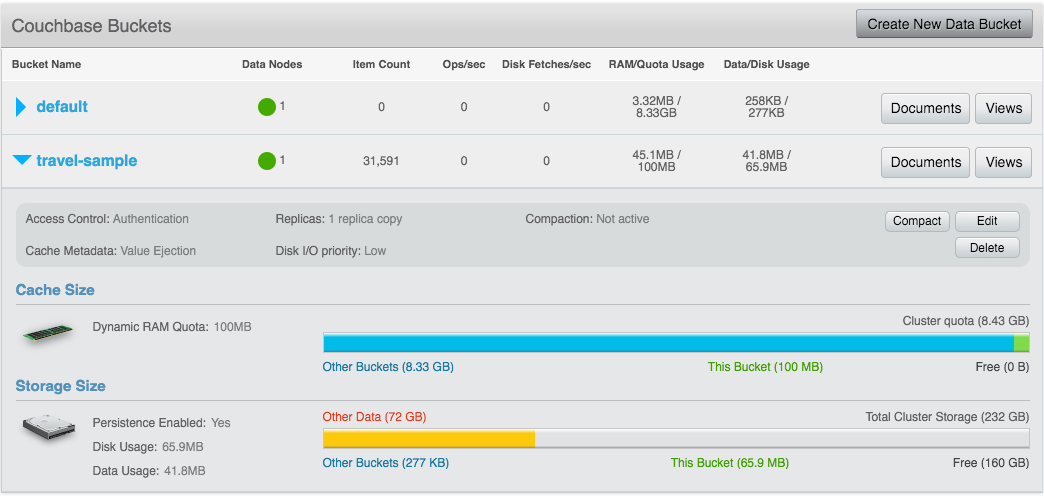 Couchbase Buckets Create New Data Bucket
Bucket Name Data Nodes Item Count Ops/sec Disk Fetches/sec RAM/Quota Usage Data/Disk Usage
default 1 0 0 0 3.32MB / 8.33GB 258KB / 277KB Documents Views
travel-sample 1 31,591 0 0 45.1MB / 100MB 41.8MB / 65.9MB Documents Views
Access Control: Authentication Replicas: 1 replica copy Compaction: Not active Compact Edit
Cache Metadata: Value Ejection Disk I/O priority: Low Delete
Cache Size
Dynamic RAM Quota: 100MB Cluster quota (8.43 GB)
Other Buckets (8.33 GB) This Bucket (100 MB) Free (0 B)
Storage Size
Persistence Enabled: Yes Other Data (72 GB) Total Cluster Storage (232 GB)
Disk Usage: 65.9MB
Other Buckets (277 KB) This Bucket (65.9 MB) Free (160 GB)
Data Usage: 41.8MB